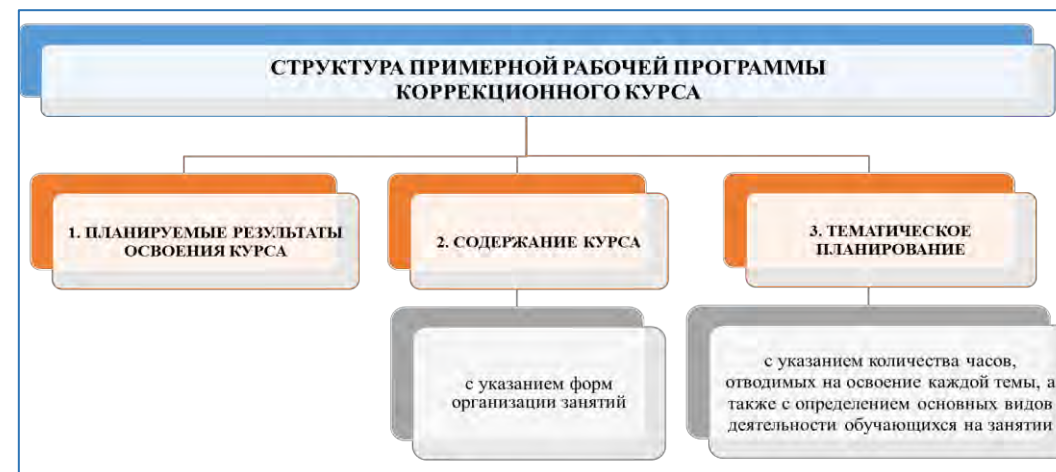 СТРУКТУРА ПРИМЕРНОЙ РАБОЧЕЙ ПРОГРАММЫ
КОРРЕКЦИОННОГО КУРСА
1. ПЛАНИРУЕМЫЕ РЕЗУЛЬТАТЫ
ОСВОЕНИЯ КУРСА
2. СОДЕРЖАНИЕ КУРСА
3. ТЕМАТИЧЕСКОЕ
ПЛАНИРОВАНИЕ
с указанием форм
организации занятий
с указанием количества часов,
отводимых на освоение каждой темы, а
также с определением основных видов
деятельности обучающихся на занятии